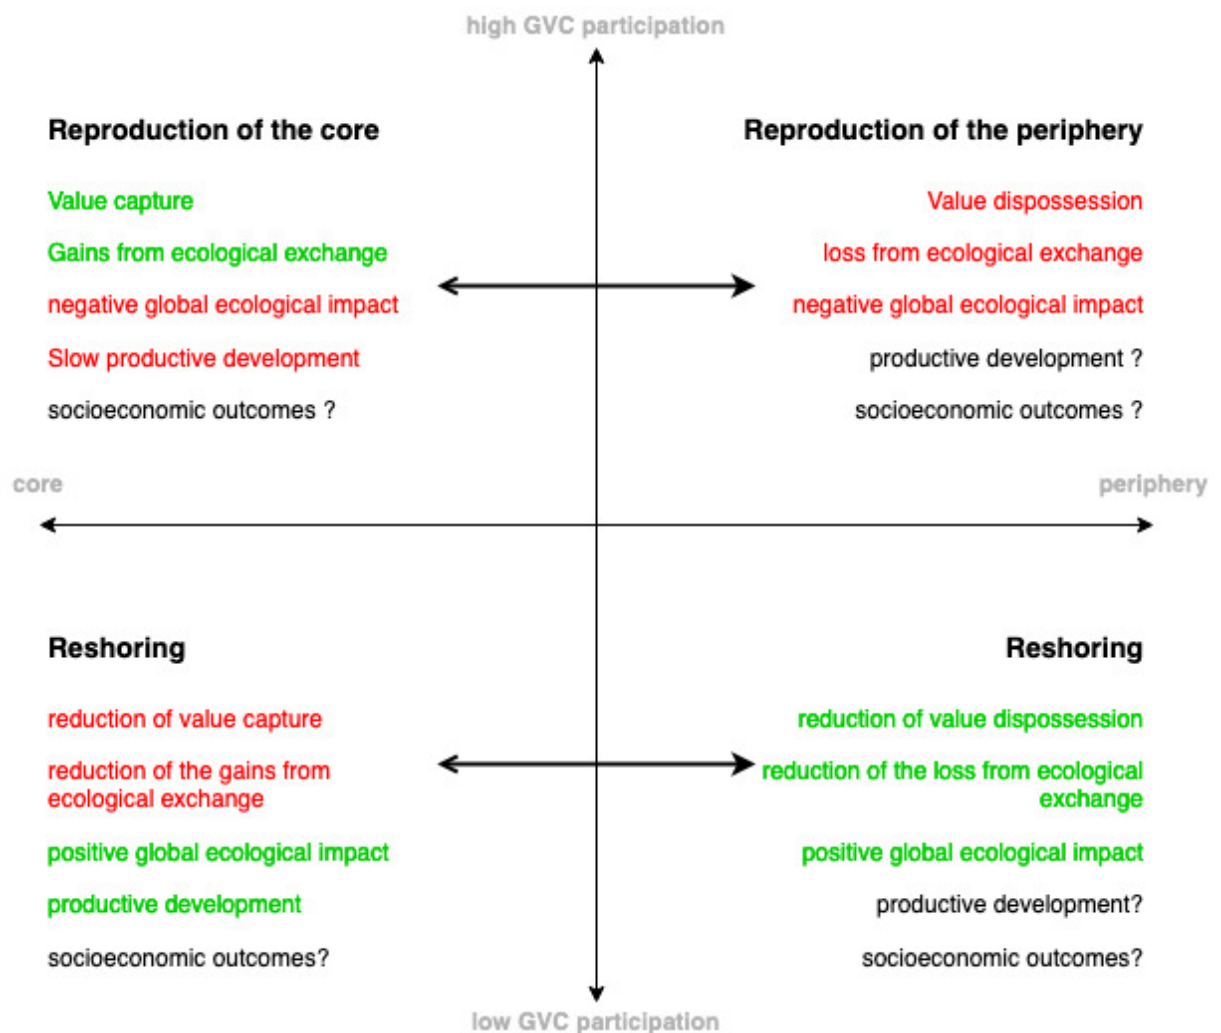 high GVC participation
Reproduction of the core
Value capture
Gains from ecological exchange
negative global ecological impact
Slow productive development
socioeconomic outcomes ?
Reproduction of the periphery
Value dispossession
loss from ecological exchange
negative global ecological impact
productive development ?
socioeconomic outcomes ?
core
periphery
Reshoring
reduction of value capture
reduction of the gains from
ecological exchange
positive global ecological impact
productive development
socioeconomic outcomes?
Reshoring
reduction of value dispossession
reduction of the loss from ecological
exchange
positive global ecological impact
productive development?
socioeconomic outcomes?
low GVC participation